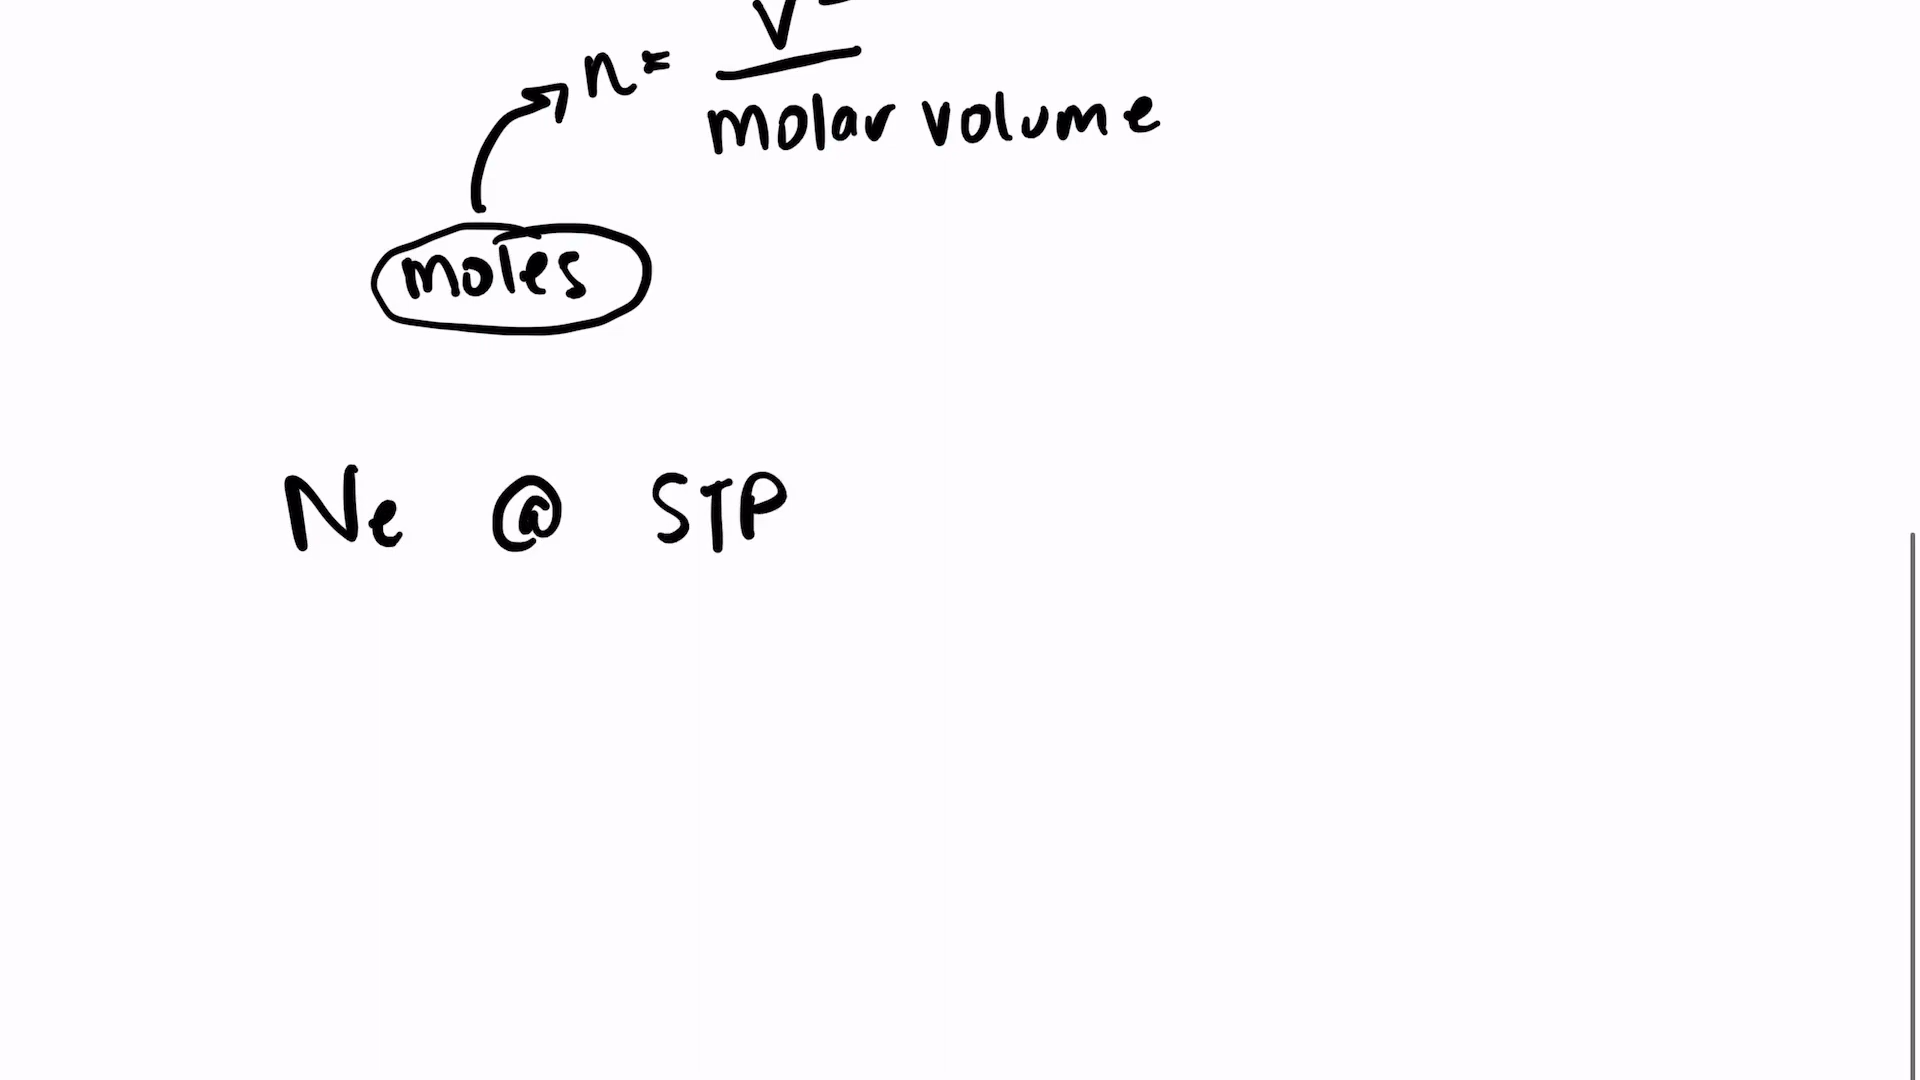 n = V
molar volume
moles
Ne @ STP